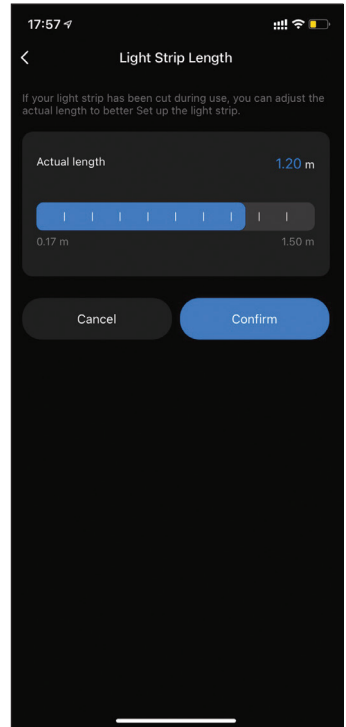 17:57
Light Strip Length
If your light strip has been cut during use, you can adjust the
actual length to better Set up the light strip.
Actual length 1.20 m
0.17 m 1.50 m
Cancel Confirm